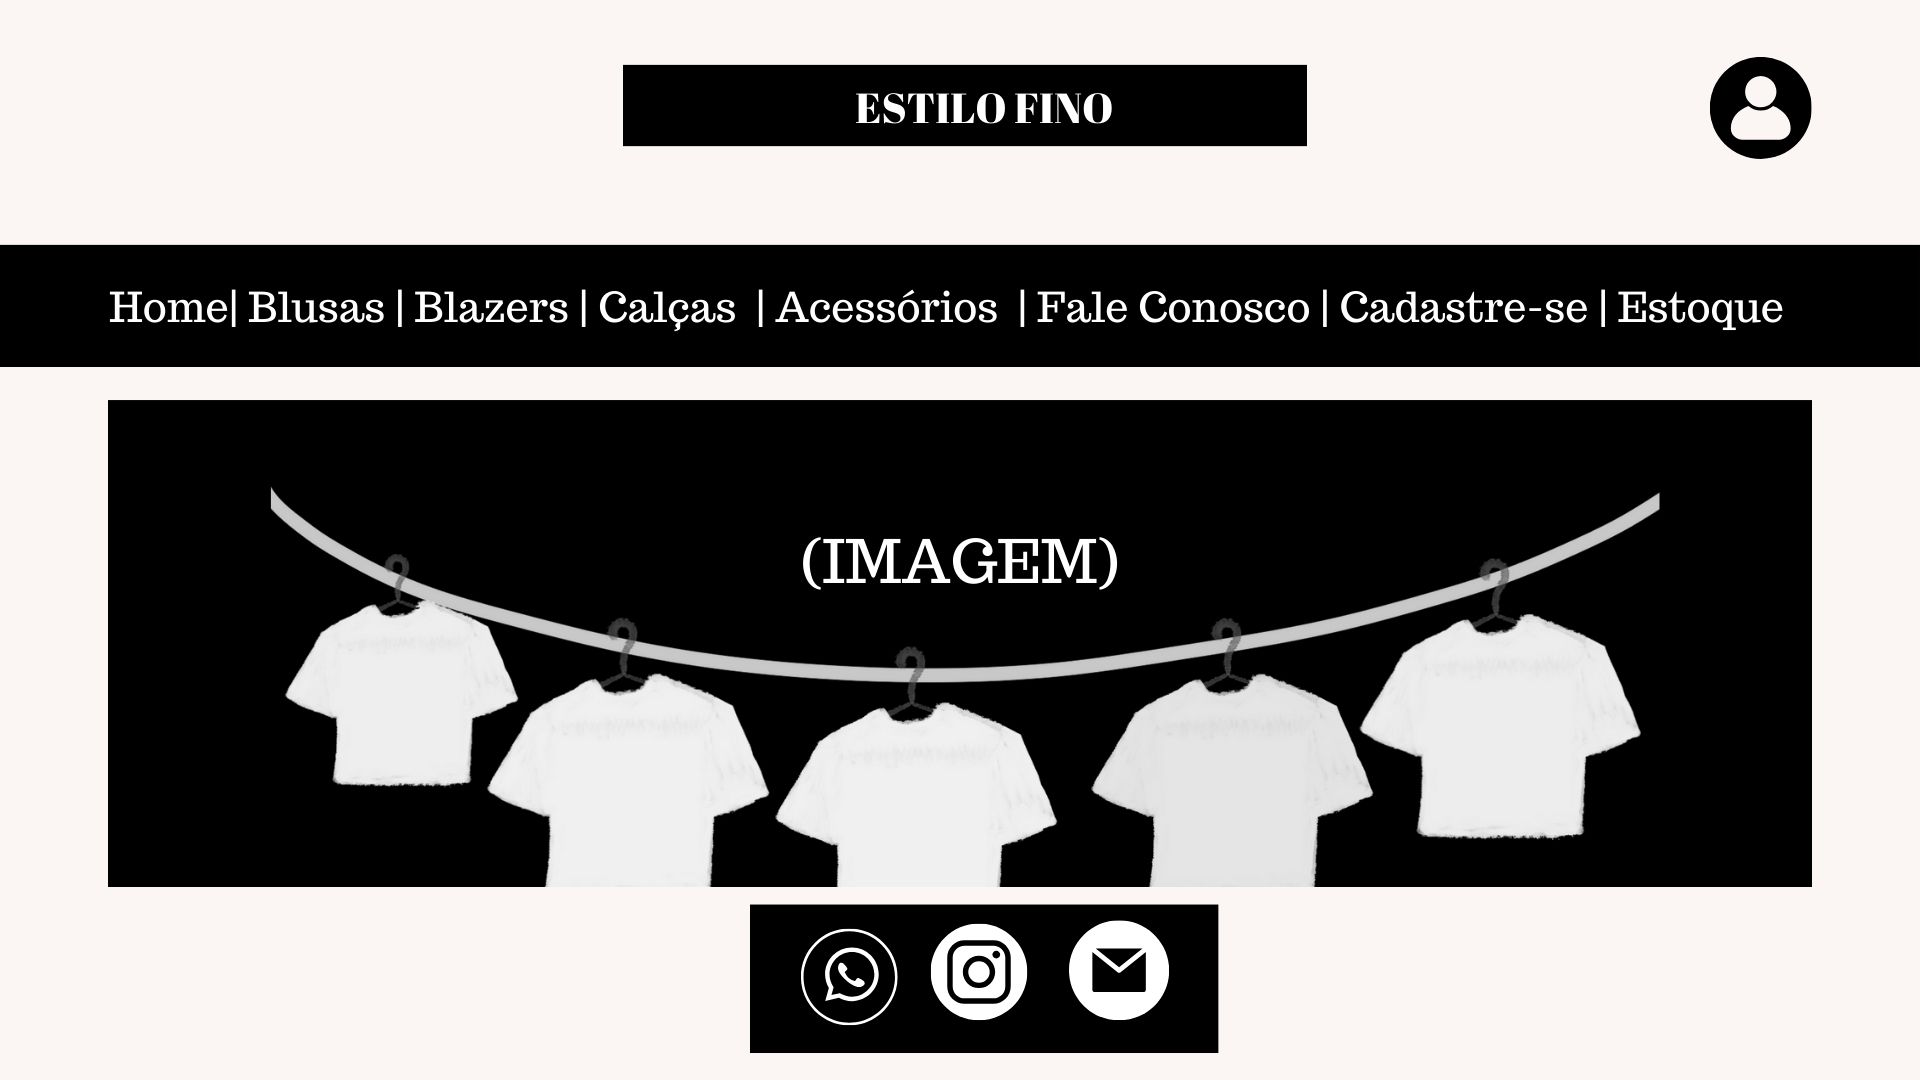 ESTILO FINO
Home| Blusas | Blazers | Calças | Acessórios | Fale Conosco | Cadastre-se | Estoque
(IMAGEM)